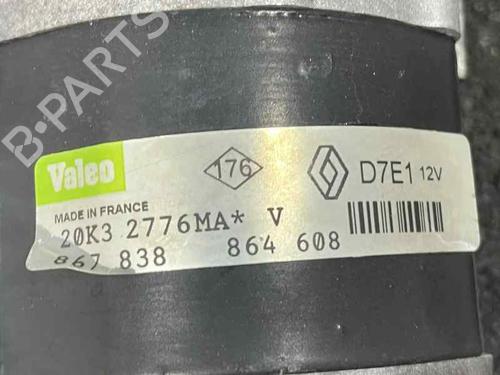 B-PARTS
Valeo
176
D7E1 12V
MADE IN FRANCE
20K3 2776MA* V
867 838 864 608